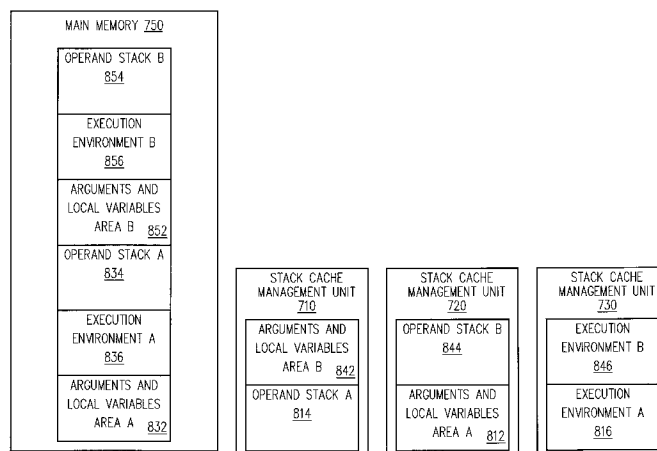 MAIN MEMORY 750
OPERAND STACK B
854
EXECUTION
ENVIRONMENT B
856
ARGUMENTS AND
LOCAL VARIABLES
AREA B 852
OPERAND STACK A
834
EXECUTION
ENVIRONMENT A
836
ARGUMENTS AND
LOCAL VARIABLES
AREA A 832
STACK CACHE
MANAGEMENT UNIT
710
ARGUMENTS AND
LOCAL VARIABLES
AREA B 842
OPERAND STACK A
814
STACK CACHE
MANAGEMENT UNIT
720
OPERAND STACK B
844
ARGUMENTS AND
LOCAL VARIABLES
AREA A 812
STACK CACHE
MANAGEMENT UNIT
730
EXECUTION
ENVIRONMENT B
846
EXECUTION
ENVIRONMENT A
816